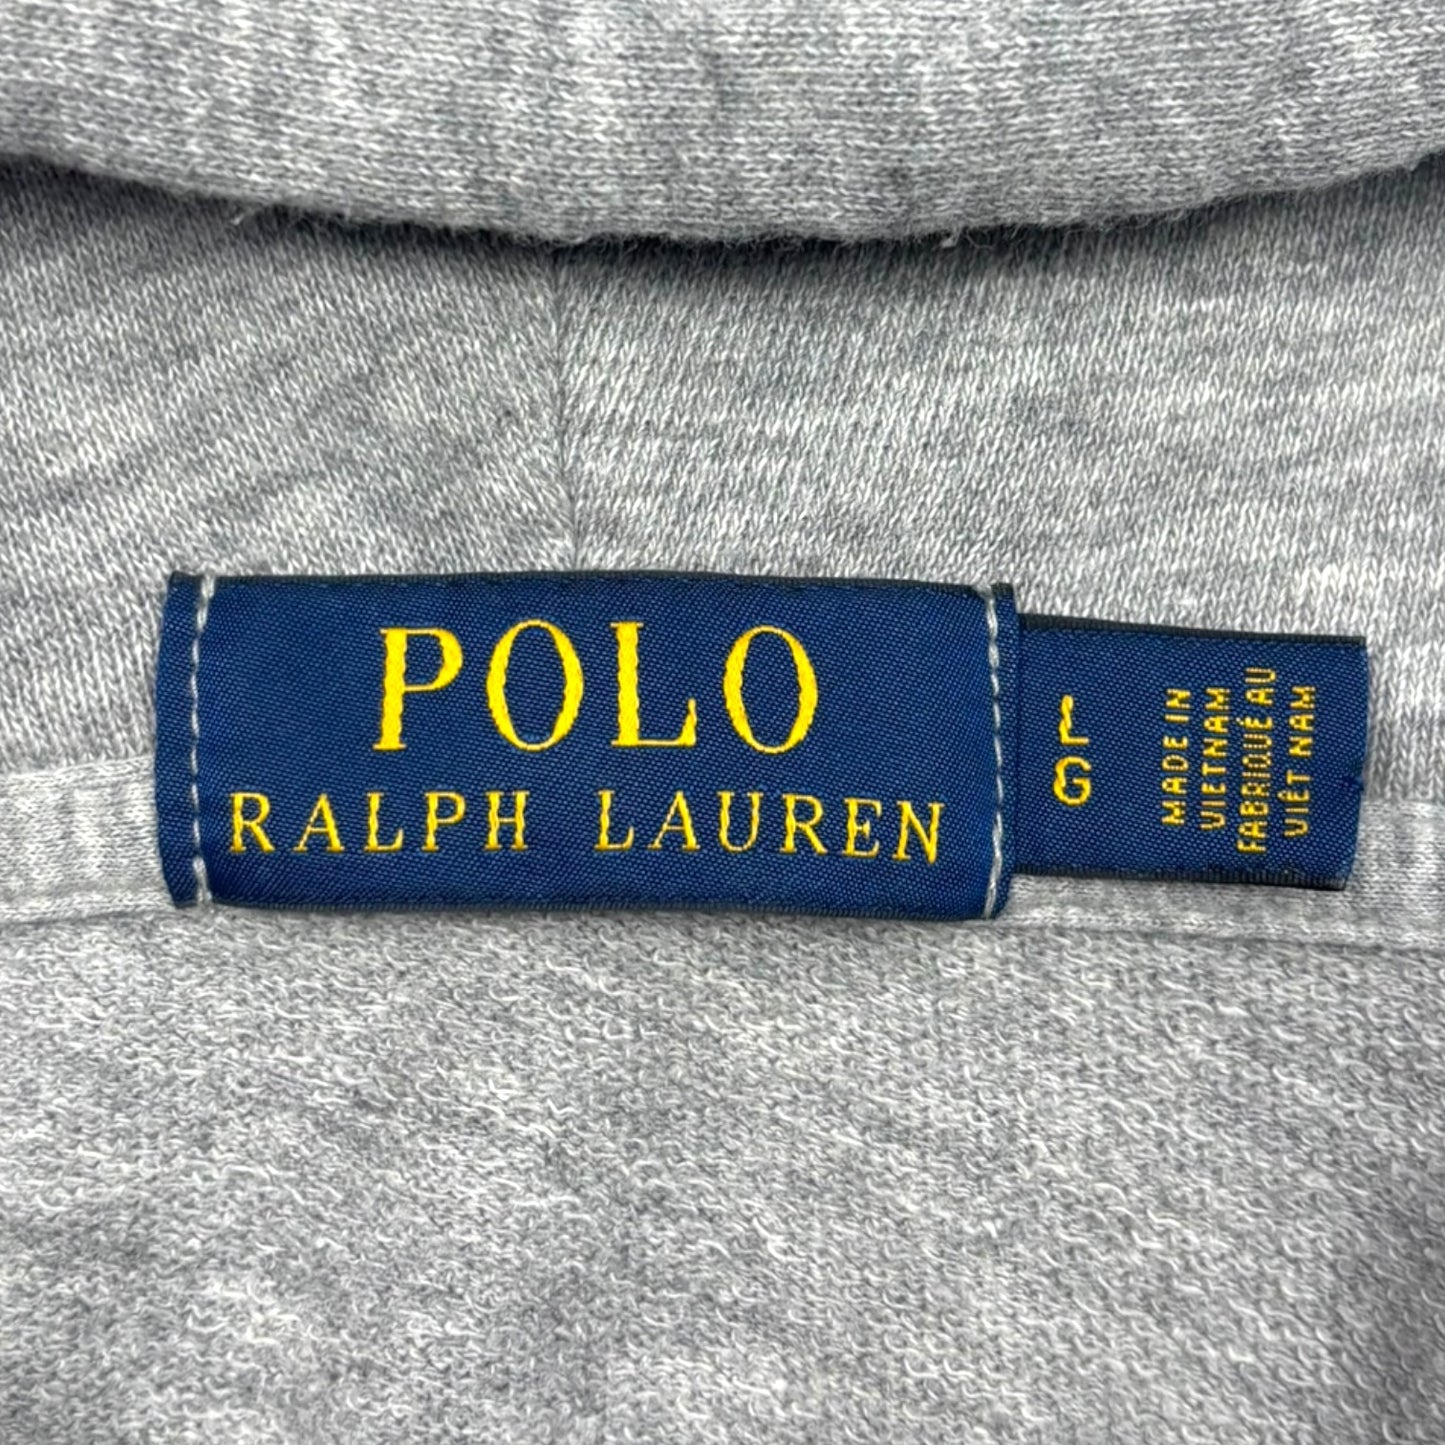 POLO
RALPH LAUREN
L
G
MADE IN
VIETNAM
FABRIQUÉ AU
VIÊT NAM